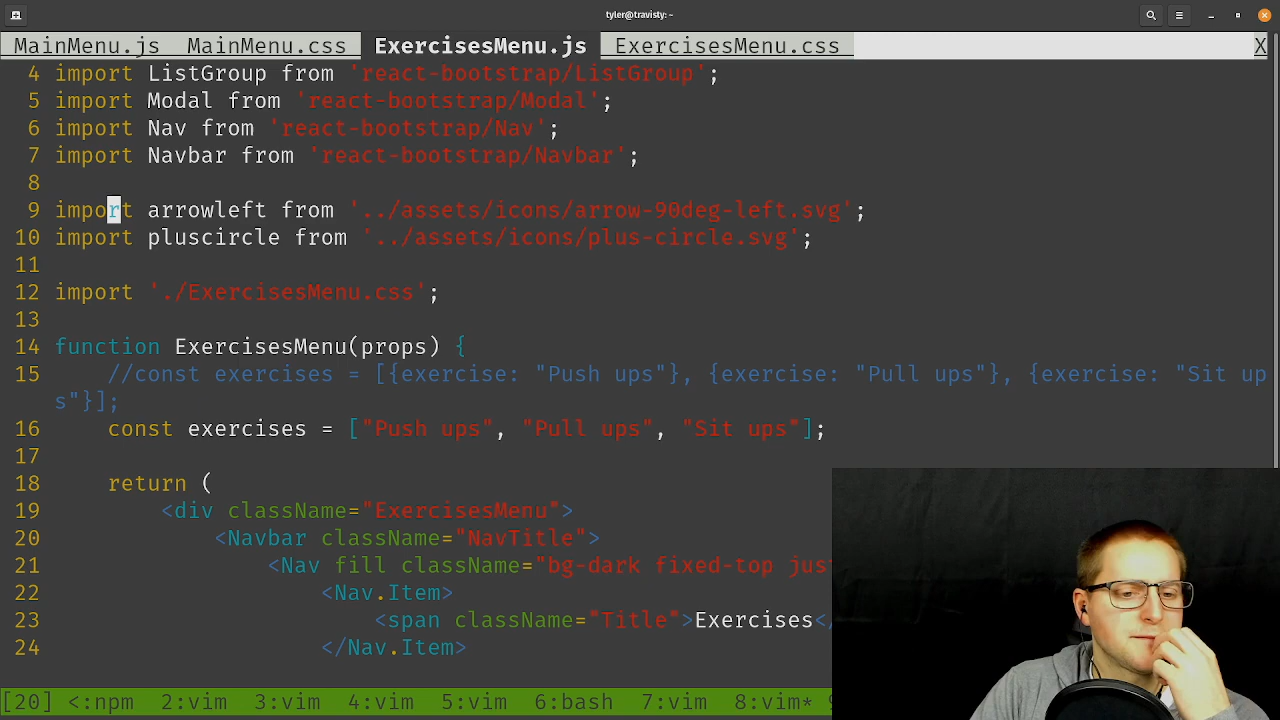 tyler@travisty: ~
MainMenu.js MainMenu.css ExercisesMenu.js ExercisesMenu.css X
4 import ListGroup from 'react-bootstrap/ListGroup';
5 import Modal from 'react-bootstrap/Modal';
6 import Nav from 'react-bootstrap/Nav';
7 import Navbar from 'react-bootstrap/Navbar';
8
9 import arrowleft from '../assets/icons/arrow-90deg-left.svg';
10 import pluscircle from '../assets/icons/plus-circle.svg';
11
12 import './ExercisesMenu.css';
13
14 function ExercisesMenu(props) {
15 //const exercises = [{exercise: "Push ups"}, {exercise: "Pull ups"}, {exercise: "Sit up
s"}];
16 const exercises = ["Push ups", "Pull ups", "Sit ups"];
17
18 return (
19 <div className="ExercisesMenu">
20 <Navbar className="NavTitle">
21 <Nav fill className="bg-dark fixed-top jus
22 <Nav.Item>
23 <span className="Title">Exercises<
24 </Nav.Item>
[20] <:npm 2:vim 3:vim 4:vim 5:vim 6:bash 7:vim 8:vim*